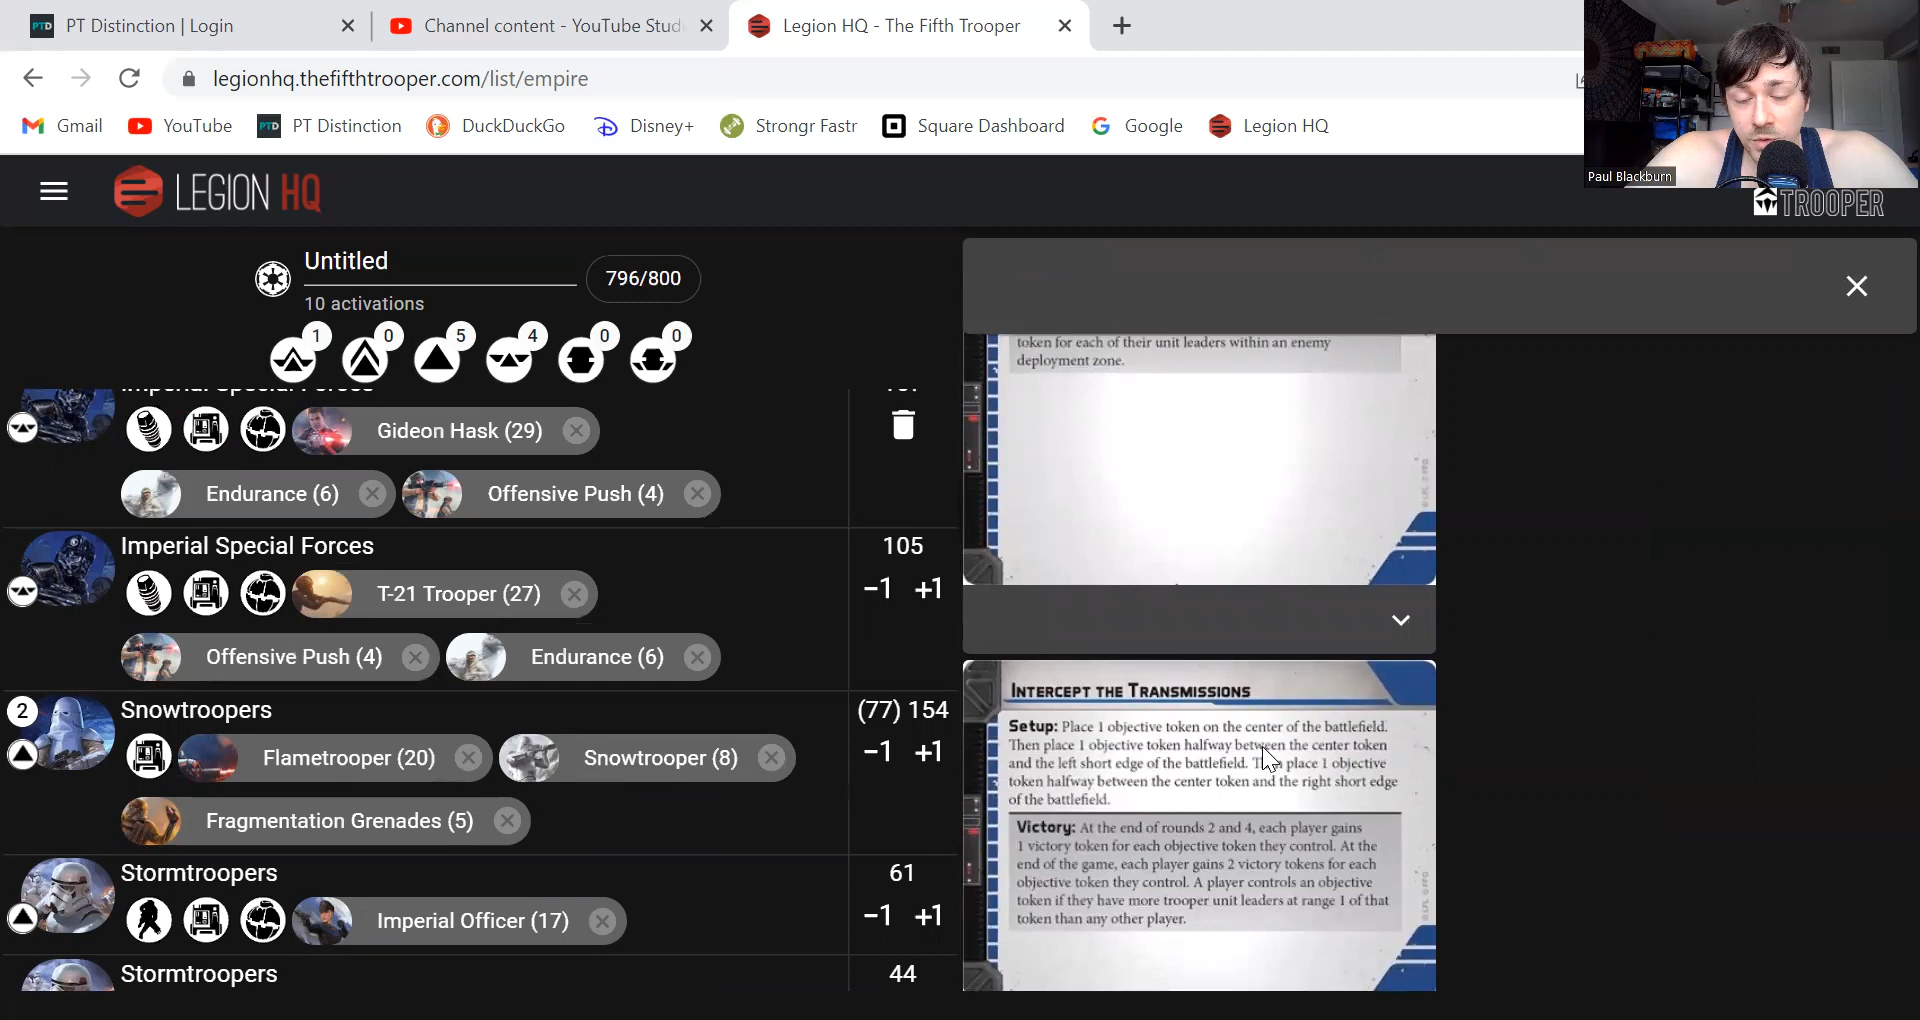 PTD PT Distinction | Login
Channel content - YouTube Studi
Legion HQ - The Fifth Trooper
legionhq.thefifthtrooper.com/list/empire
Gmail
YouTube
PTD PT Distinction
DuckDuckGo
Disney+
Strongr Fastr
Square Dashboard
Google
Legion HQ
Paul Blackburn
LEGION HQ
TROOPER
Untitled
796/800
10 activations
1 0 5 4 0 0
Imperial Special Forces
Gideon Hask (29)
Endurance (6)
Offensive Push (4)
Imperial Special Forces
105
T-21 Trooper (27)
−1 +1
Offensive Push (4)
Endurance (6)
2
Snowtroopers
(77) 154
Flametrooper (20)
Snowtrooper (8)
−1 +1
Fragmentation Grenades (5)
Stormtroopers
61
Imperial Officer (17)
−1 +1
Stormtroopers
44
token for each of their unit leaders within an enemy
deployment zone.
INTERCEPT THE TRANSMISSIONS
Setup: Place 1 objective token on the center of the battlefield.
Then place 1 objective token halfway between the center token
and the left short edge of the battlefield. place 1 objective
token halfway between the center token and the right short edge
of the battlefield.
Victory: At the end of rounds 2 and 4, each player gains
1 victory token for each objective token they control. At the
end of the game, each player gains 2 victory tokens for each
objective token they control. A player controls an objective
token if they have more trooper unit leaders at range 1 of that
token than any other player.